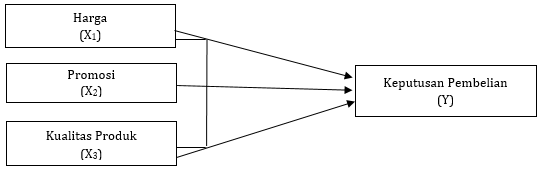 Harga
(X1)
Promosi
(X2)
Kualitas Produk
(X3)
Keputusan Pembelian
(Y)